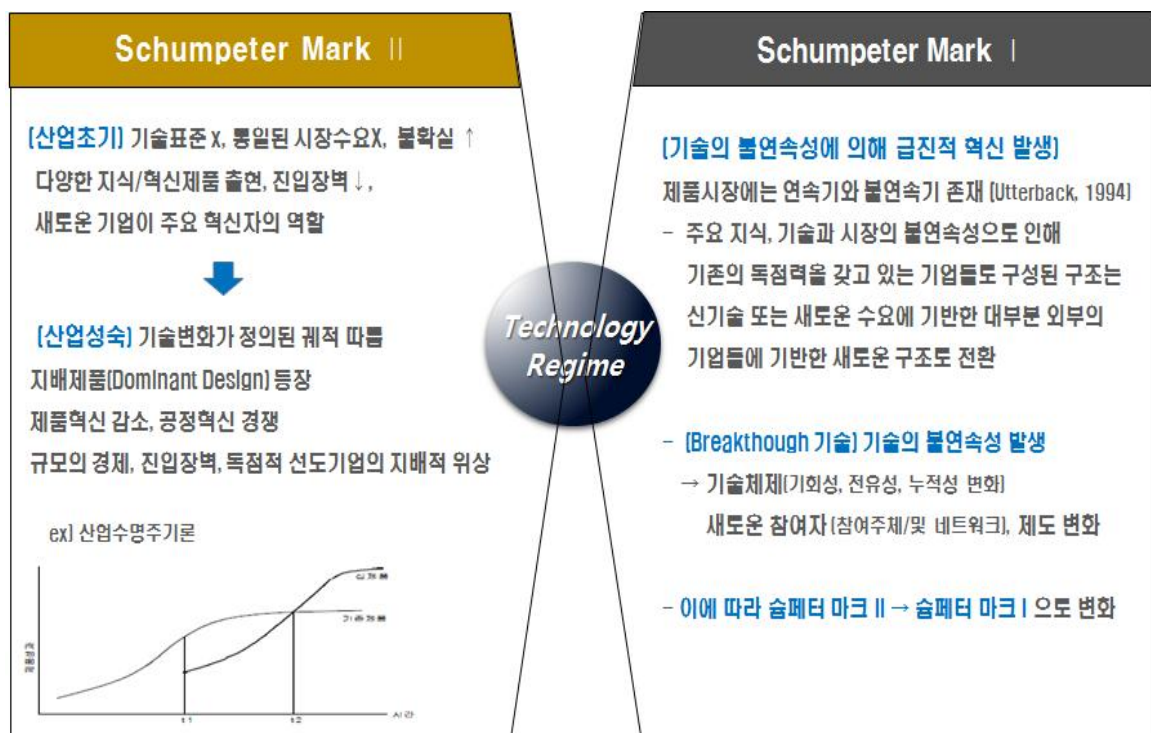 Schumpeter Mark Ⅱ
(산업초기) 기술표준 x, 통일된 시장수요X, 불확실 ↑
다양한 지식/혁신제품 출현, 진입장벽 ↓,
새로운 기업이 주요 혁신자의 역할
(산업성숙) 기술변화가 정의된 궤적 따름
지배제품(Dominant Design) 등장
제품혁신 감소, 공정혁신 경쟁
규모의 경제, 진입장벽, 독점적 선도기업의 지배적 위상
ex) 산업수명주기론
신제품
기존제품
제품성과
t1
t2
시간
Technology
Regime
Schumpeter Mark Ⅰ
(기술의 불연속성에 의해 급진적 혁신 발생)
제품시장에는 연속기와 불연속기 존재 (Utterback, 1994)
- 주요 지식, 기술과 시장의 불연속성으로 인해
기존의 독점력을 갖고 있는 기업들로 구성된 구조는
신기술 또는 새로운 수요에 기반한 대부분 외부의
기업들에 기반한 새로운 구조로 전환
- (Breakthough 기술) 기술의 불연속성 발생
→ 기술체제(기회성, 전유성, 누적성 변화)
새로운 참여자 (참여주체/및 네트워크), 제도 변화
- 이에 따라 슘페터 마크 Ⅱ → 슘페터 마크 Ⅰ 으로 변화